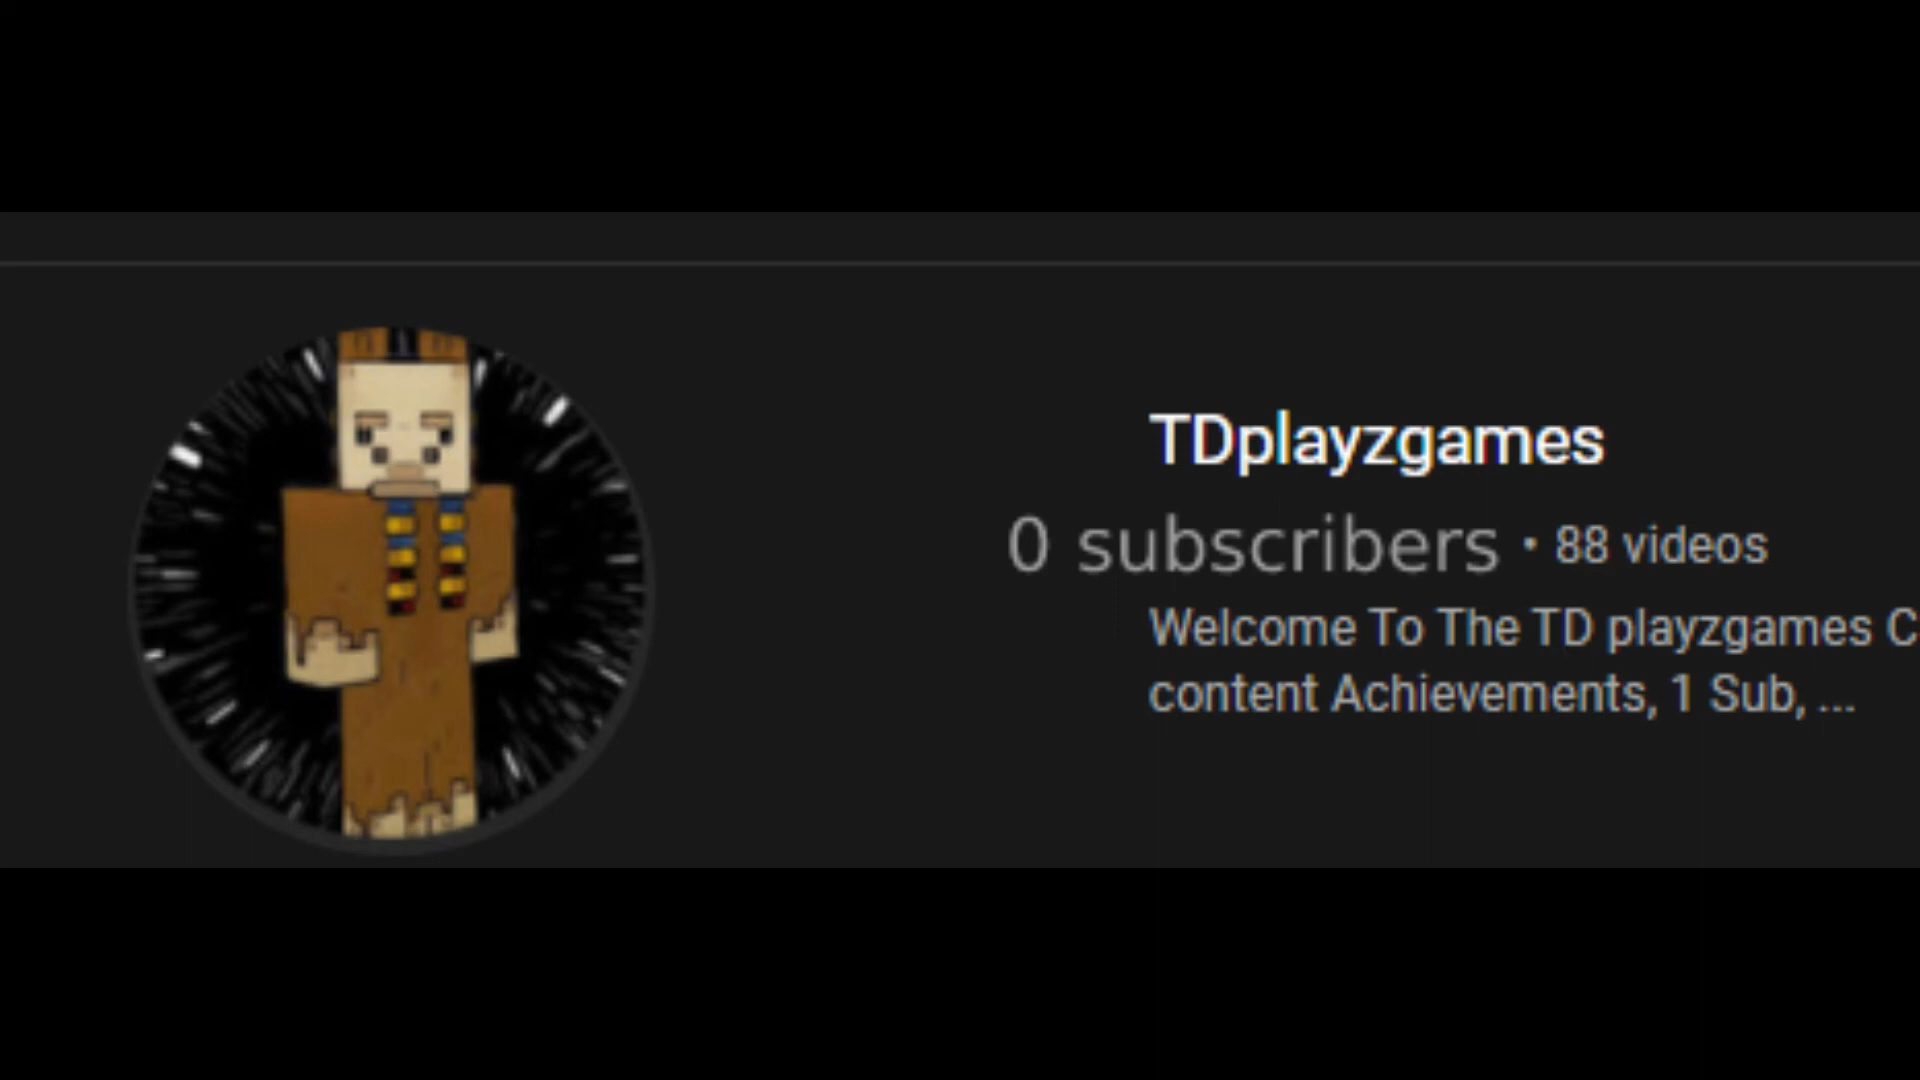 TDplayzgames
0 subscribers • 88 videos
Welcome To The TD playzgames C
content Achievements, 1 Sub, ...